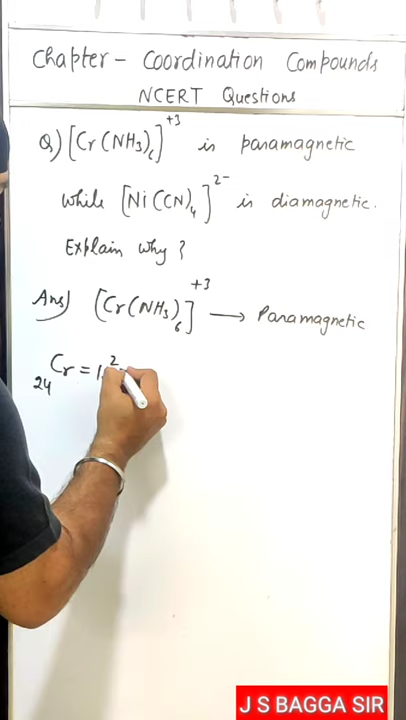 Chapter - Coordination Compounds
NCERT Questions
Q) [Cr(NH3)6]+3 is paramagnetic
while [Ni(CN)4]2- is diamagnetic.
Explain why ?
Ans) [Cr(NH3)6]+3 → Paramagnetic
24Cr = 1s2
J S BAGGA SIR